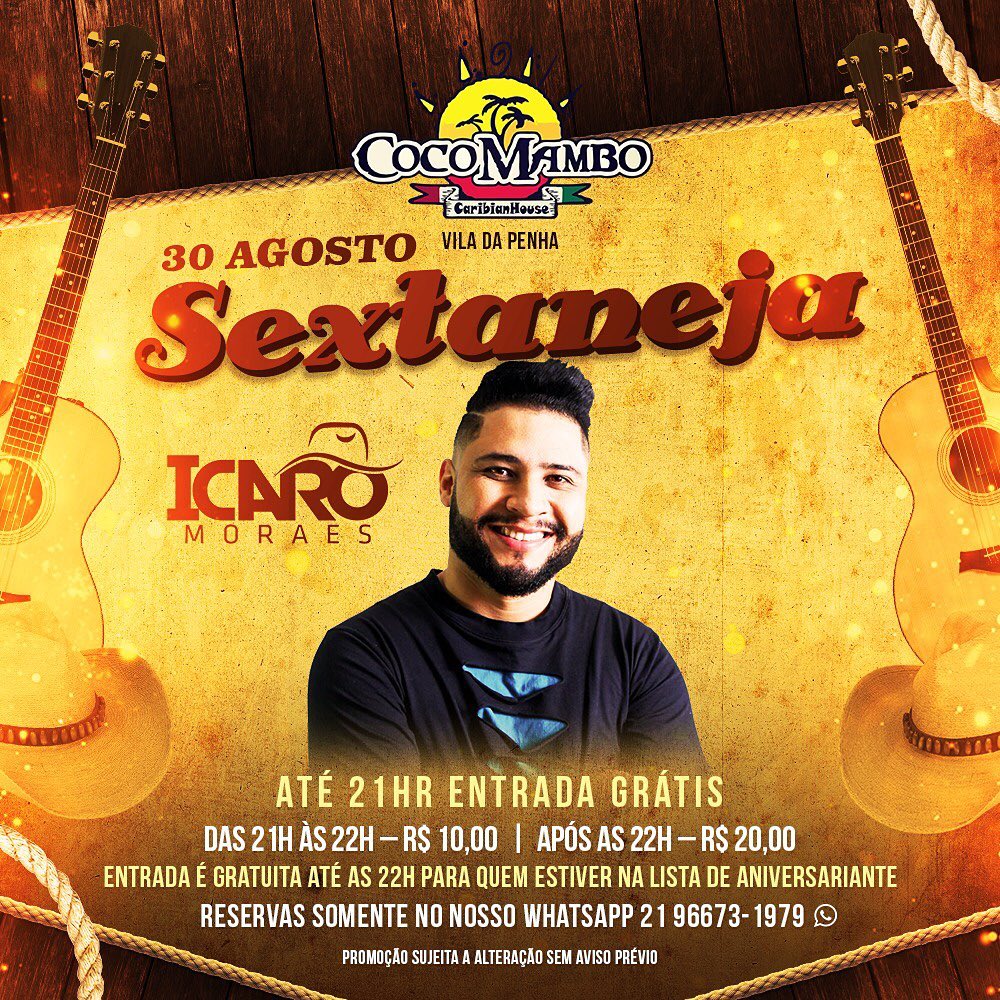 COCOMAMBO
CaribianHouse
VILA DA PENHA
30 AGOSTO
Sextaneja
ICARO
MORAES
ATÉ 21HR ENTRADA GRÁTIS
DAS 21H ÀS 22H – R$ 10,00 | APÓS AS 22H – R$ 20,00
ENTRADA É GRATUITA ATÉ AS 22H PARA QUEM ESTIVER NA LISTA DE ANIVERSARIANTE
RESERVAS SOMENTE NO NOSSO WHATSAPP 21 96673-1979
PROMOÇÃO SUJEITA A ALTERAÇÃO SEM AVISO PRÉVIO